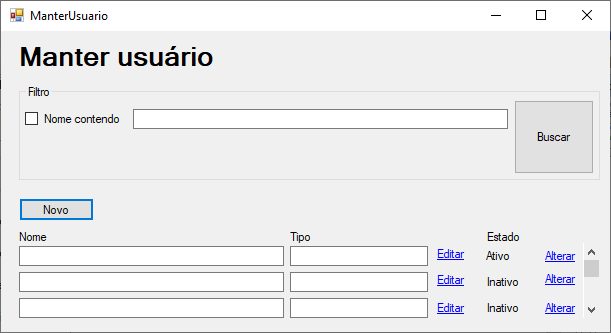 ManterUsuario
Manter usuário
Filtro
Nome contendo
Buscar
Novo
Nome Tipo Estado
Editar Ativo Alterar
Editar Inativo Alterar
Editar Inativo Alterar